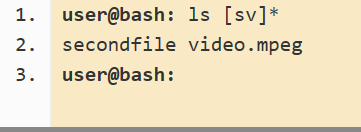 1. user@bash: ls [sv]*
2. secondfile video.mpeg
3. user@bash: